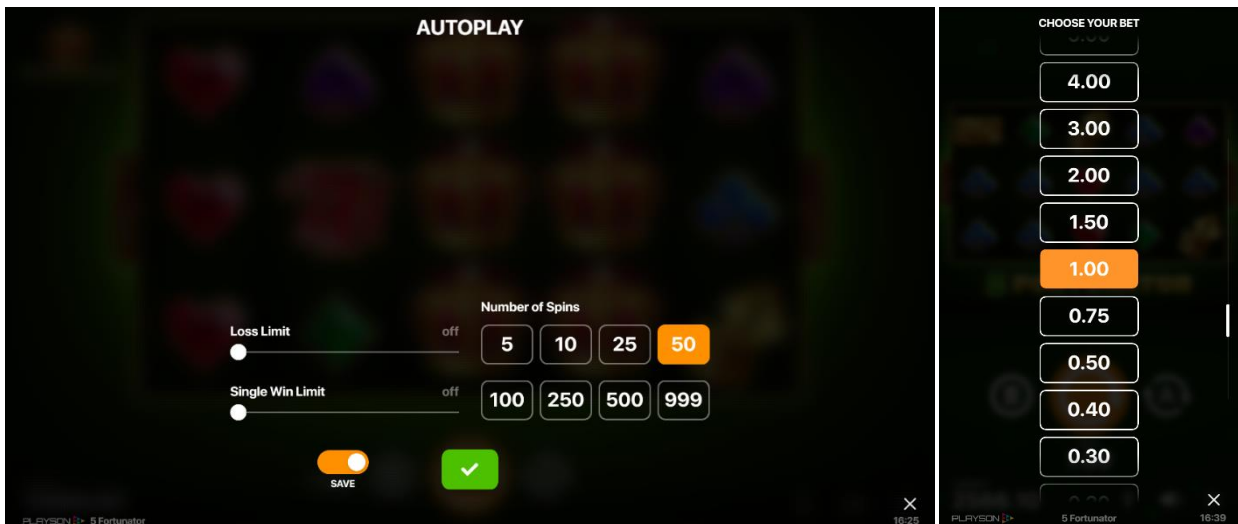 AUTOPLAY
Number of Spins
Loss Limit off
5 10 25 50
Single Win Limit off
100 250 500 999
SAVE
PLAYSON 5 Fortunator
16:25
CHOOSE YOUR BET
4.00
3.00
2.00
1.50
1.00
0.75
0.50
0.40
0.30
PLAYSON 5 Fortunator 16:39